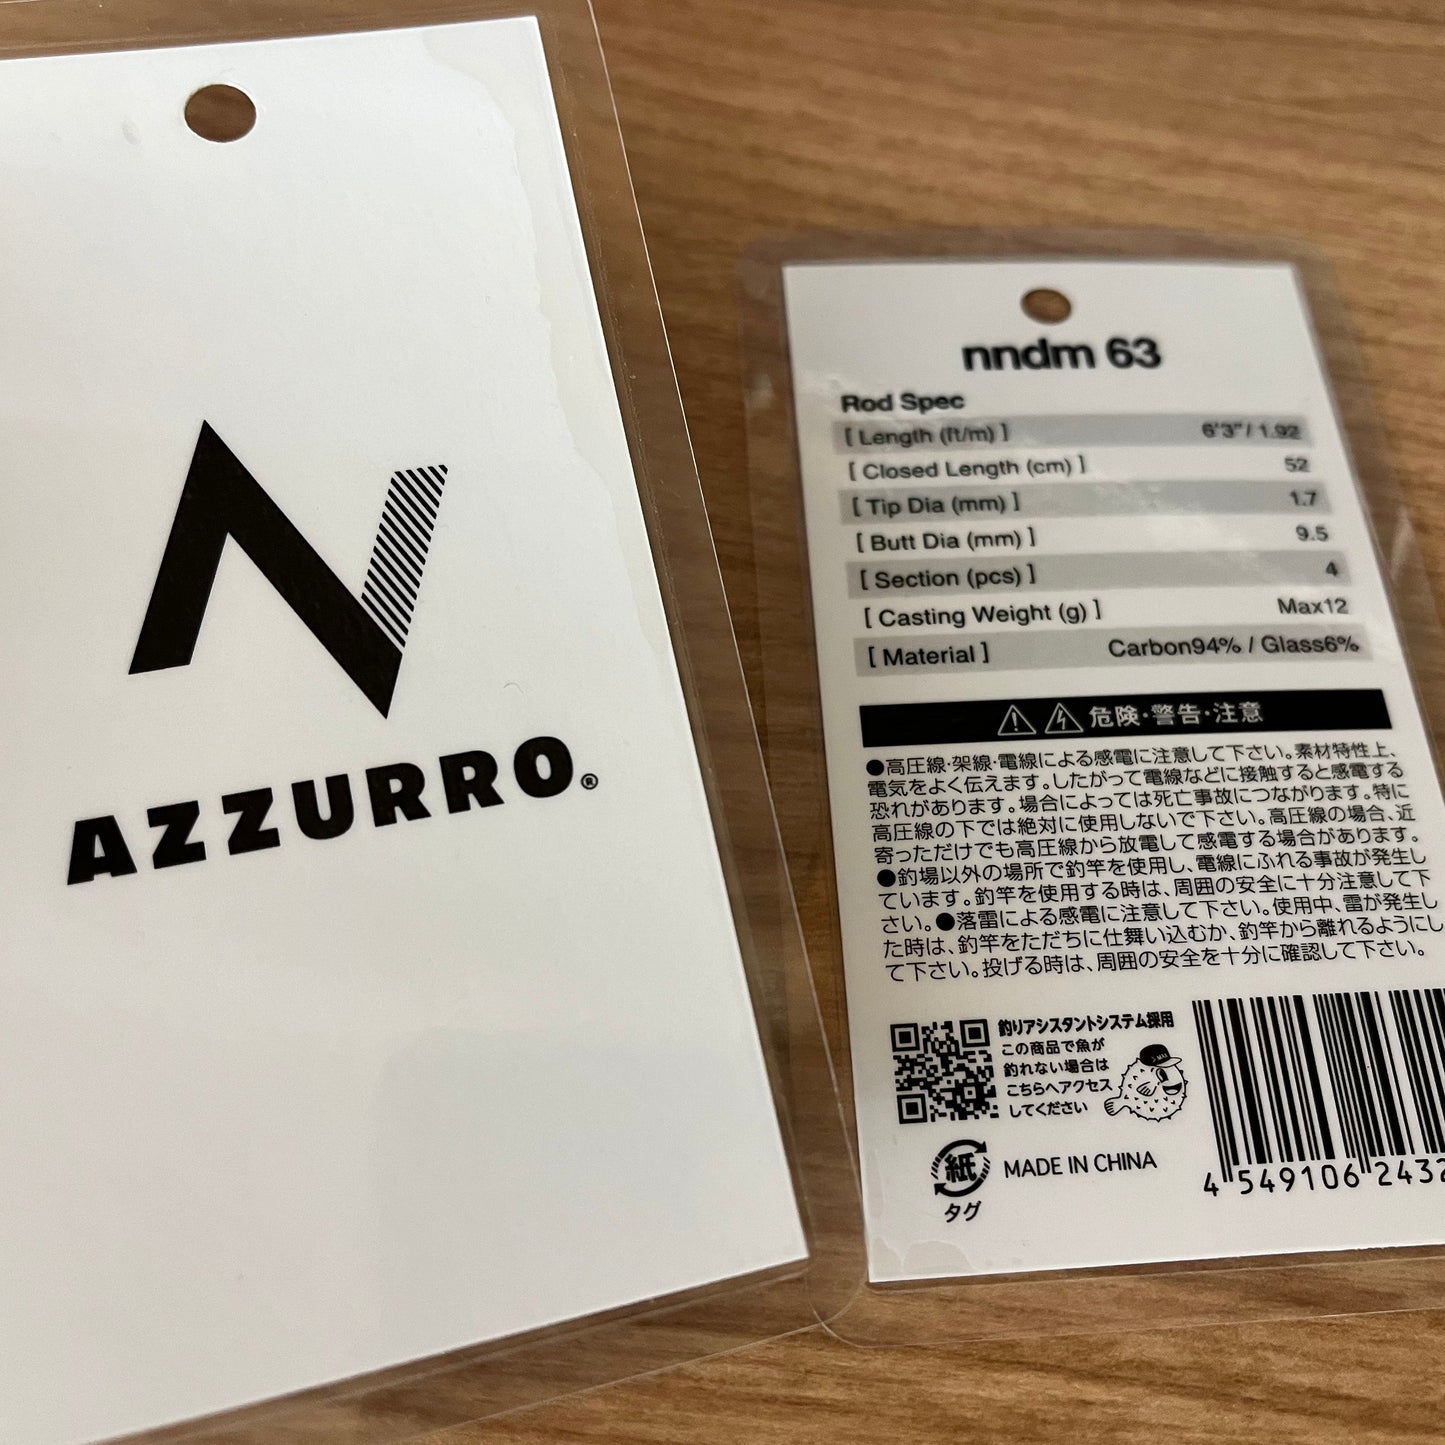 AZZURRO®
nndm 63
Rod Spec
[ Length (ft/m) ] 6'3"/ 1.92
[ Closed Length (cm) ] 52
[ Tip Dia (mm) ] 1.7
[ Butt Dia (mm) ] 9.5
[ Section (pcs) ] 4
[ Casting Weight (g) ] Max12
[ Material ] Carbon94% / Glass6%
危険・警告・注意
●高圧線・架線・電線による感電に注意して下さい。素材特性上、
電気をよく伝えます。したがって電線などに接触すると感電する
恐れがあります。場合によっては死亡事故につながります。特に
高圧線の下では絶対に使用しないで下さい。高圧線の場合、近
寄っただけでも高圧線から放電して感電する場合があります。
●釣場以外の場所で釣竿を使用し、電線にふれる事故が発生し
ています。釣竿を使用する時は、周囲の安全に十分注意して下
さい。●落雷による感電に注意して下さい。使用中、雷が発生し
た時は、釣竿をただちに仕舞い込むか、釣竿から離れるようにし
て下さい。投げる時は、周囲の安全を十分に確認して下さい。
釣りアシスタントシステム採用
この商品で魚が
釣れない場合は
こちらへアクセス
してください
紙
タグ
MADE IN CHINA
4 549106 2432